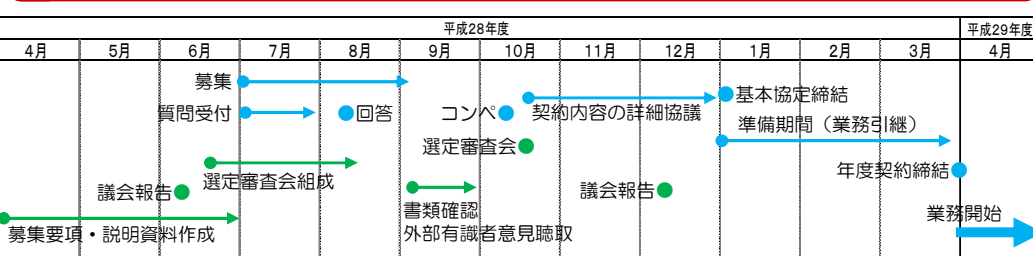 平成28年度 平成29年度
4月 5月 6月 7月 8月 9月 10月 11月 12月 1月 2月 3月 4月
募集
基本協定締結
質問受付 回答 コンペ 契約内容の詳細協議
準備期間（業務引継）
選定審査会
年度契約締結
選定審査会組成
議会報告 議会報告
書類確認
業務開始
募集要項・説明資料作成 外部有識者意見聴取